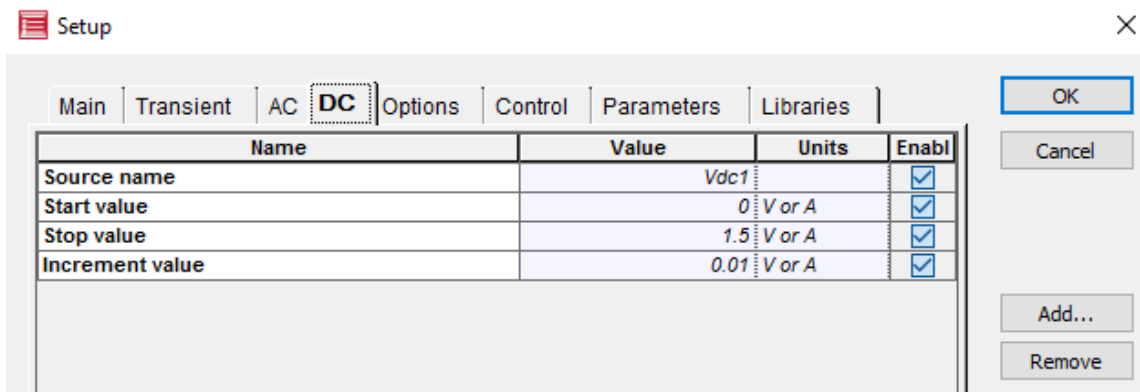 Setup
Main Transient AC DC Options Control Parameters Libraries
OK
Name Value Units Enabl
Cancel
Source name Vdc1
Start value 0 V or A
Stop value 1.5 V or A
Increment value 0.01 V or A
Add...
Remove